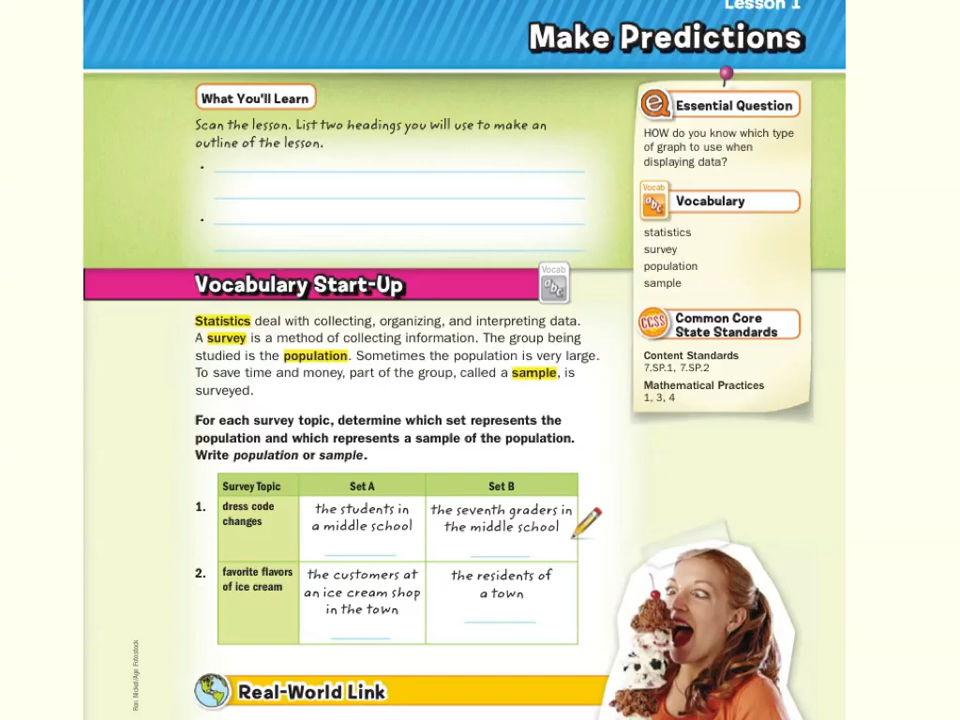 Lesson 1
Make Predictions
What You'll Learn
Scan the lesson. List two headings you will use to make an
outline of the lesson.
•
•
Essential Question
HOW do you know which type
of graph to use when
displaying data?
Vocab
abc
Vocabulary
statistics
survey
population
sample
CCSS
Common Core
State Standards
Content Standards
7.SP.1, 7.SP.2
Mathematical Practices
1, 3, 4
Vocabulary Start-Up
Vocab
abc
Statistics deal with collecting, organizing, and interpreting data.
A survey is a method of collecting information. The group being
studied is the population. Sometimes the population is very large.
To save time and money, part of the group, called a sample, is
surveyed.
For each survey topic, determine which set represents the
population and which represents a sample of the population.
Write population or sample.
Survey Topic Set A Set B
1. dress code
changes
the students in
a middle school
the seventh graders in
the middle school
2. favorite flavors
of ice cream
the customers at
an ice cream shop
in the town
the residents of
a town
Real-World Link
Ron Nickel/Age Fotostock